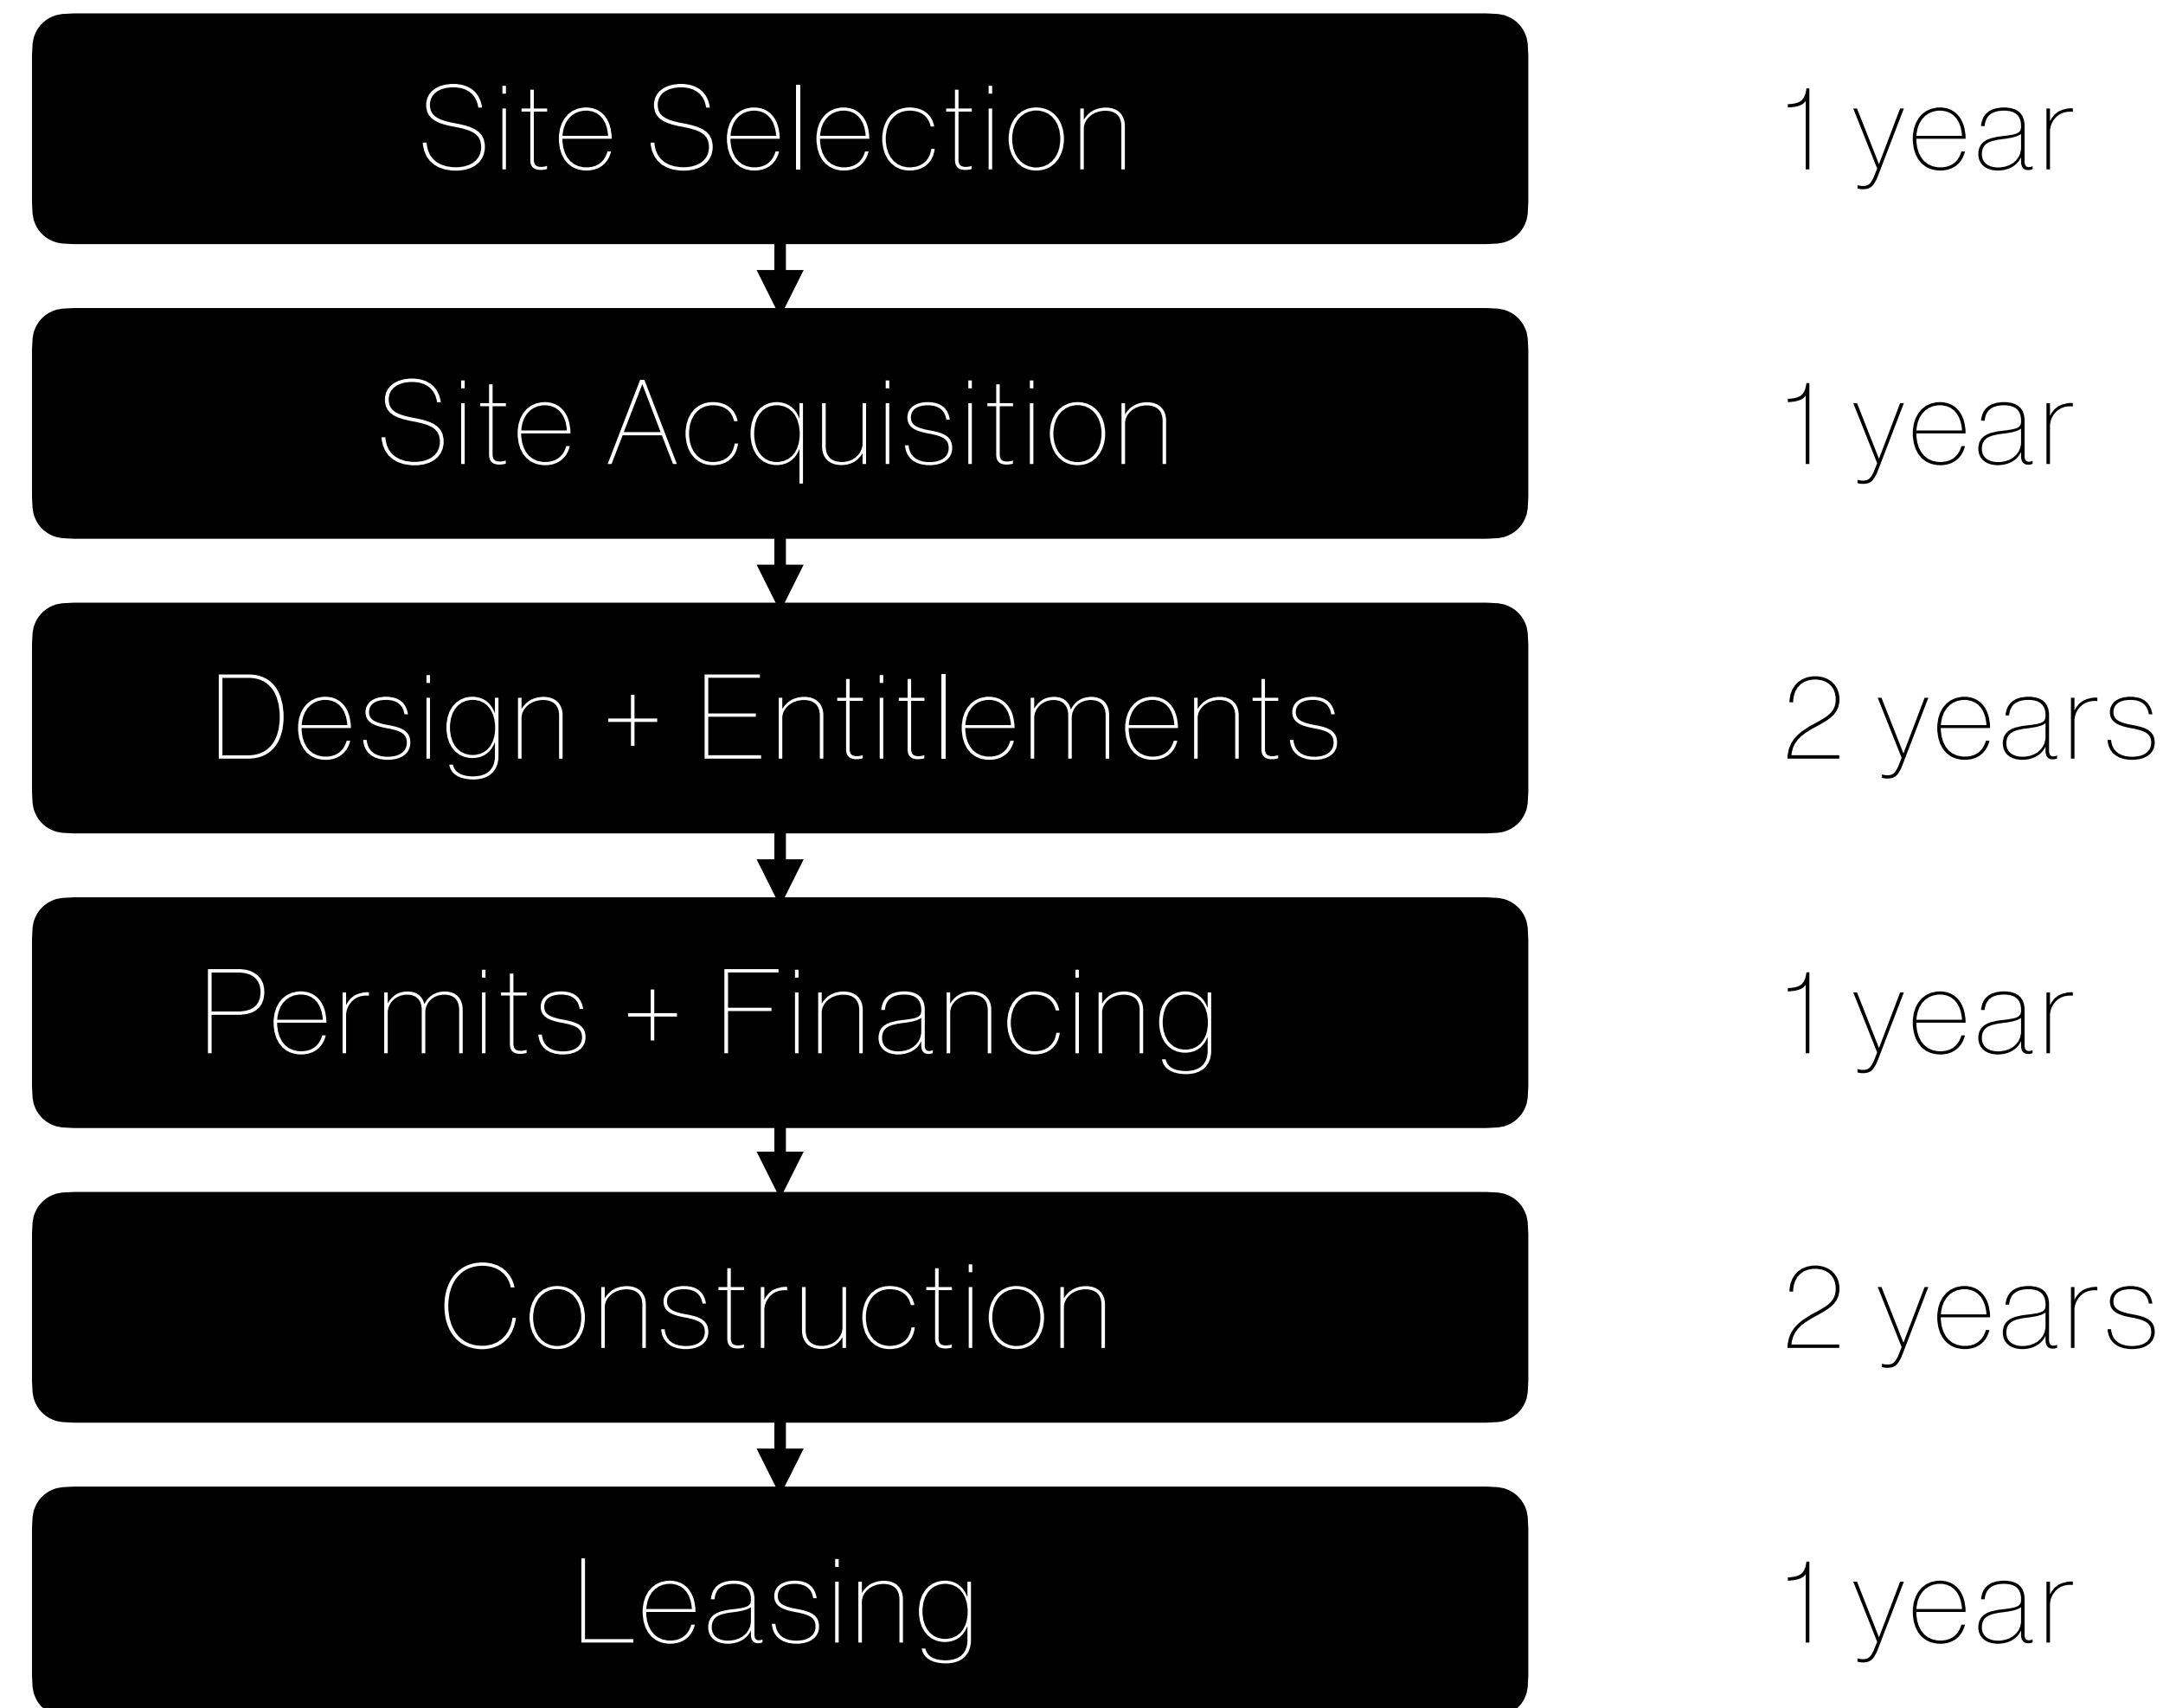 Site Selection 1 year
Site Acquisition 1 year
Design + Entitlements 2 years
Permits + Financing 1 year
Construction 2 years
Leasing 1 year